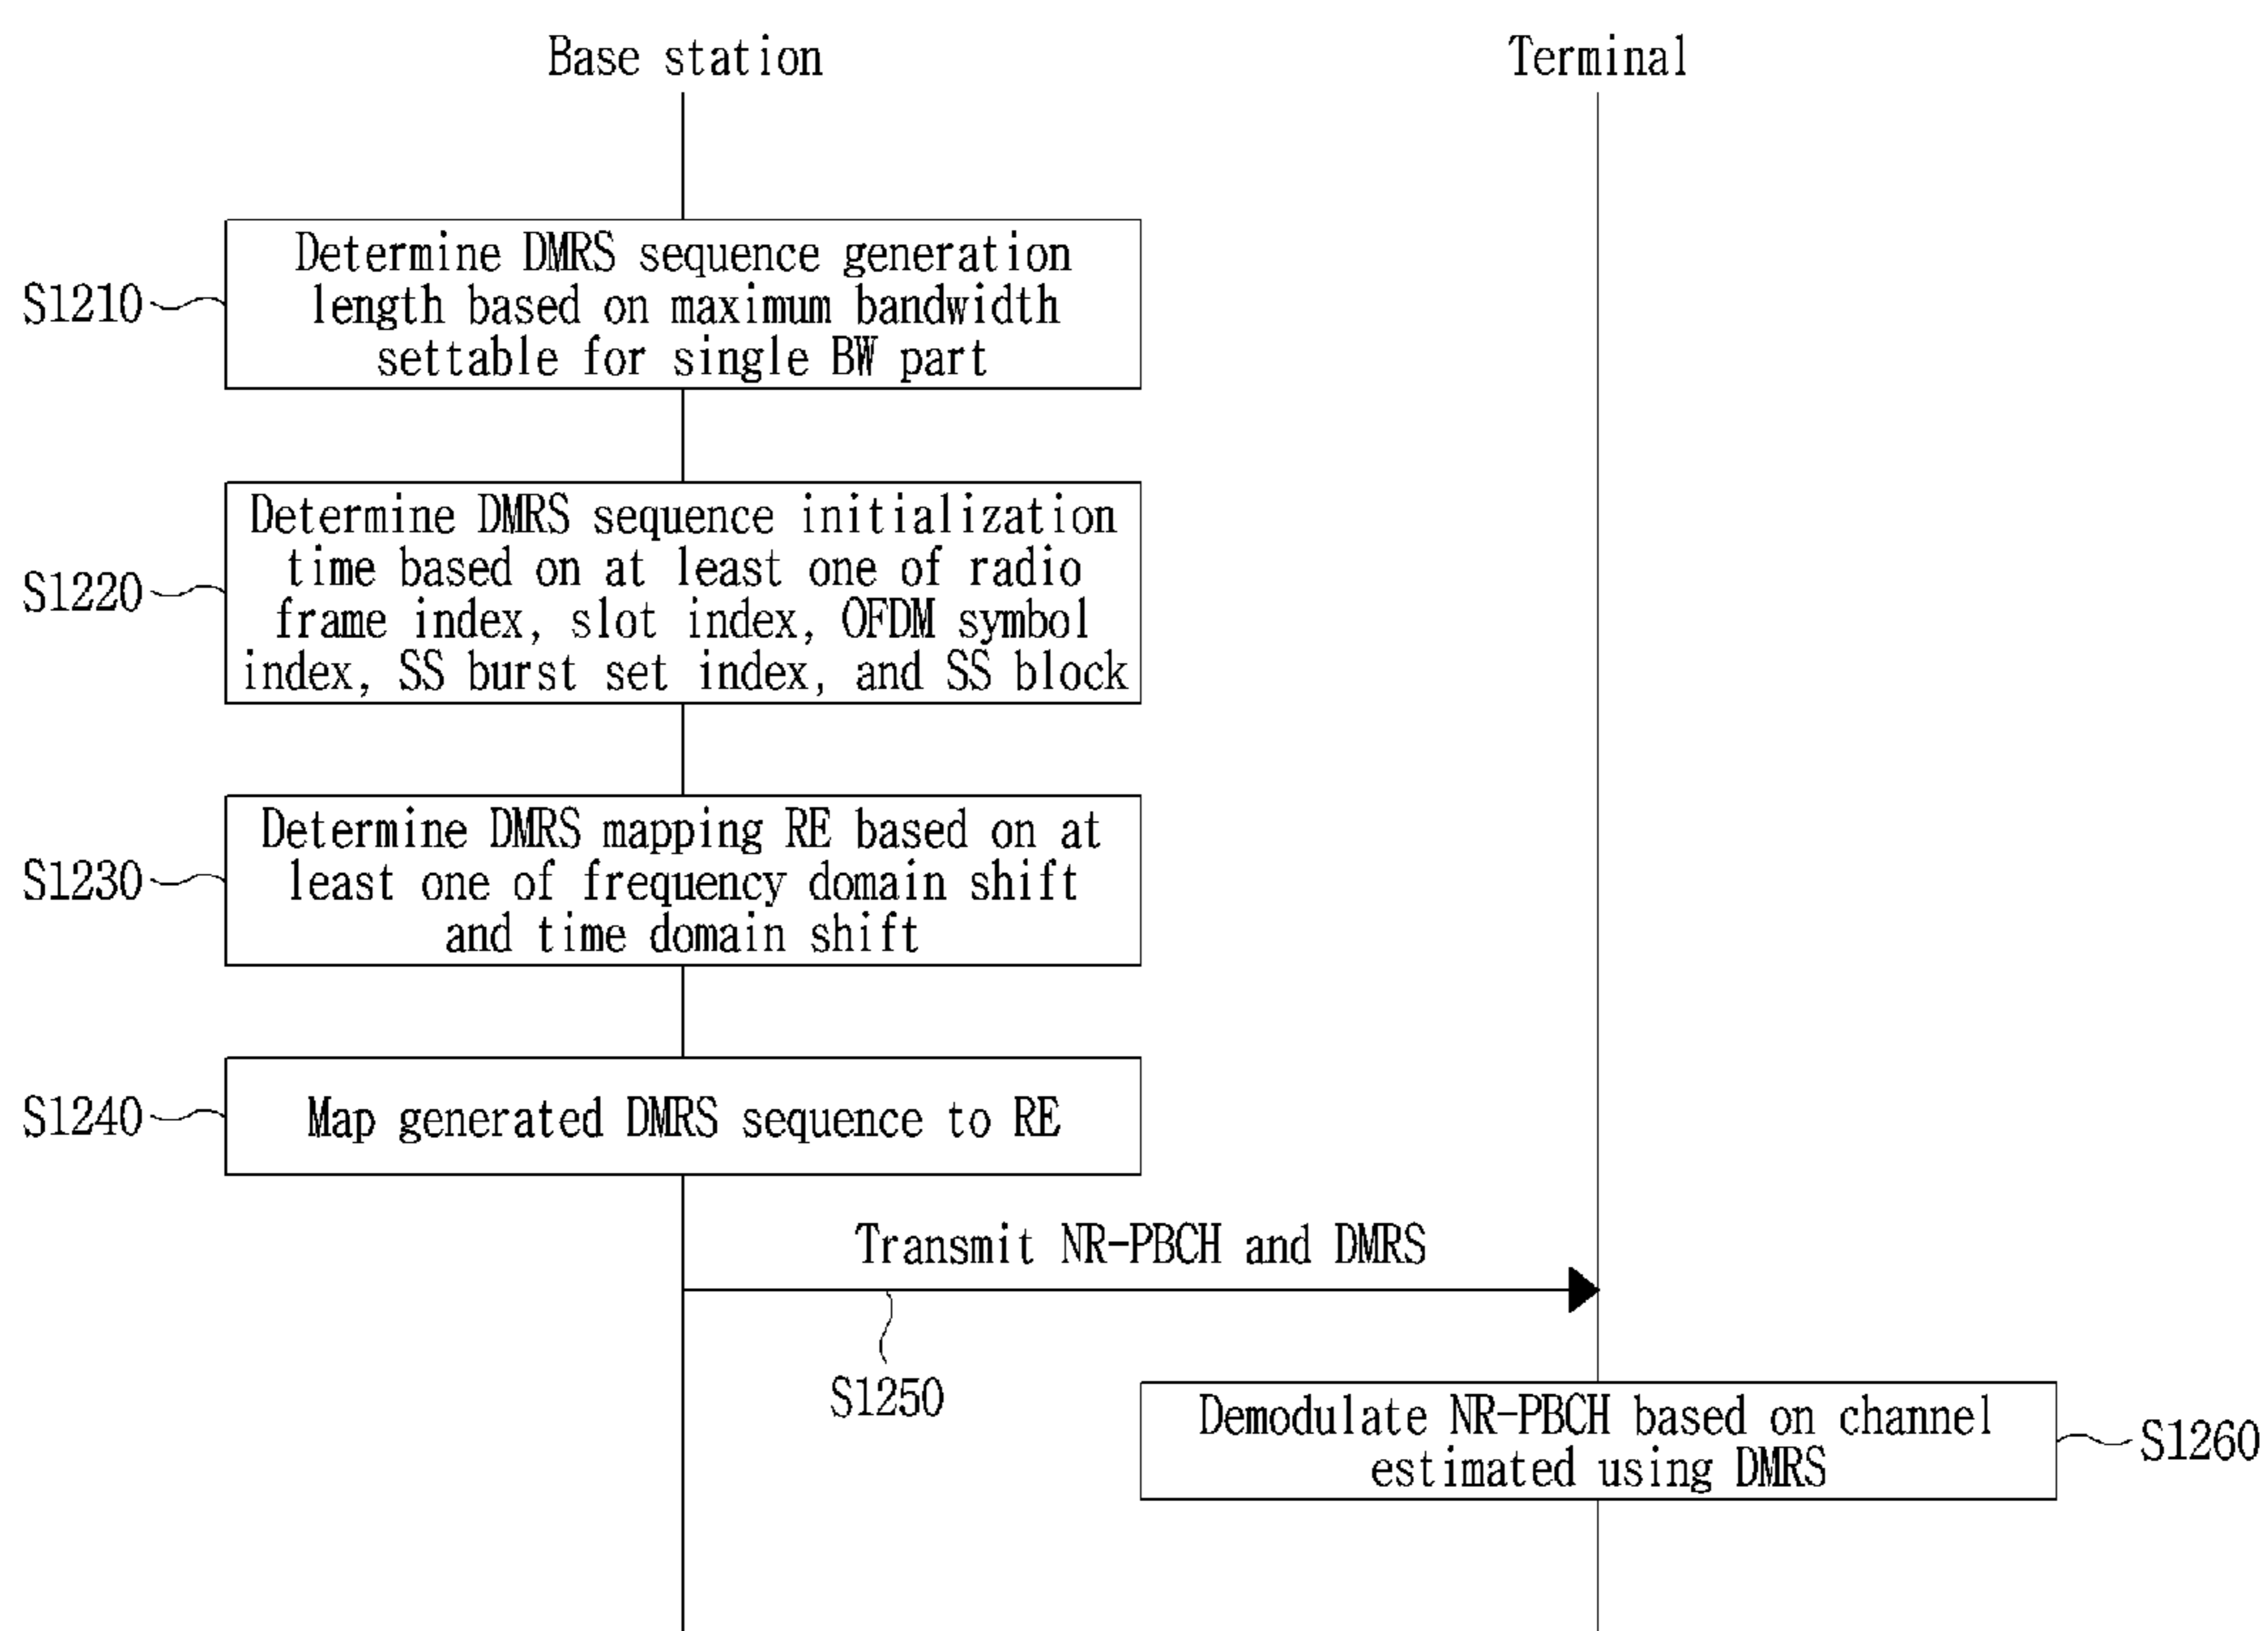 Base station
Terminal
Determine DMRS sequence generation
length based on maximum bandwidth
settable for single BW part
S1210
Determine DMRS sequence initialization
time based on at least one of radio
frame index, slot index, OFDM symbol
index, SS burst set index, and SS block
S1220
Determine DMRS mapping RE based on at
least one of frequency domain shift
and time domain shift
S1230
Map generated DMRS sequence to RE
S1240
Transmit NR-PBCH and DMRS
S1250
Demodulate NR-PBCH based on channel
estimated using DMRS
S1260